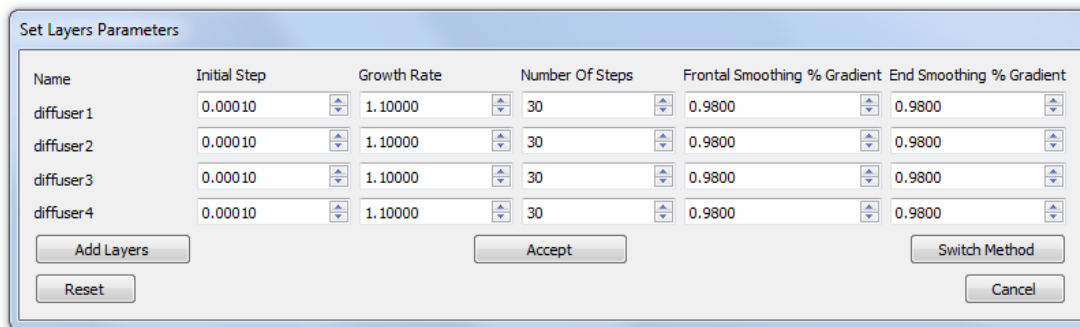 Set Layers Parameters
Name Initial Step Growth Rate Number Of Steps Frontal Smoothing % Gradient End Smoothing % Gradient
diffuser1 0.00010 1.10000 30 0.9800 0.9800
diffuser2 0.00010 1.10000 30 0.9800 0.9800
diffuser3 0.00010 1.10000 30 0.9800 0.9800
diffuser4 0.00010 1.10000 30 0.9800 0.9800
Add Layers Accept Switch Method
Reset Cancel